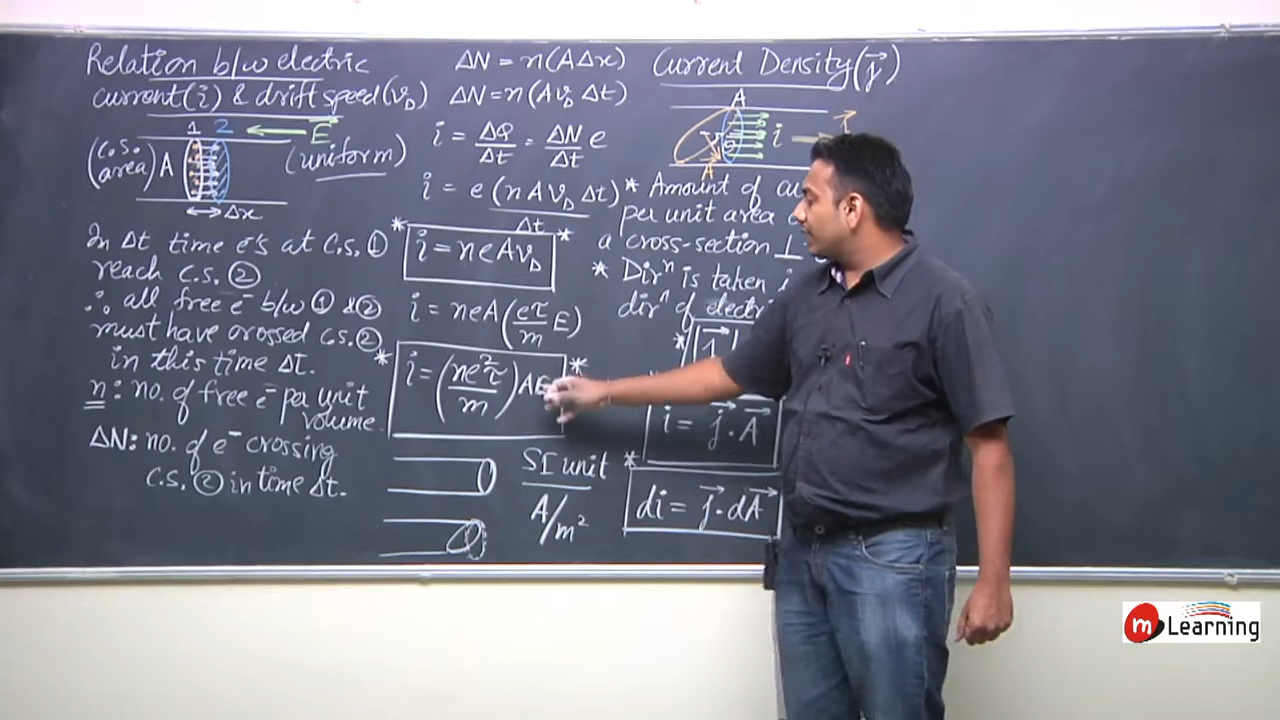 Relation b/w electric
current(i) & drift speed(v_D)
1 2 E⃗
(c.s. area) A (uniform)
Δx
In Δt time e⁻s at C.S. ①
reach C.S. ②
∴ all free e⁻ b/w ① & ②
must have crossed C.S. ②
in this time Δt.
n : no. of free e⁻ per unit
volume.
ΔN: no. of e⁻ crossing
C.S. ② in time Δt.
ΔN = n(AΔx)
ΔN = n(Av_D Δt)
i = ΔQ/Δt = ΔN/Δt e
i = e (nAv_D Δt)/Δt
* i = neAv_D *
i = neA(eτ/m E)
* i = (ne²τ/m)AE *
SI unit
A/m²
Current Density(j⃗)
A
i
A
* Amount of
per unit area
a cross-section ⊥
* Dirⁿ is taken
dirⁿ of
*
i = j⃗ . A⃗
* di = j⃗ . dA⃗
m Learning